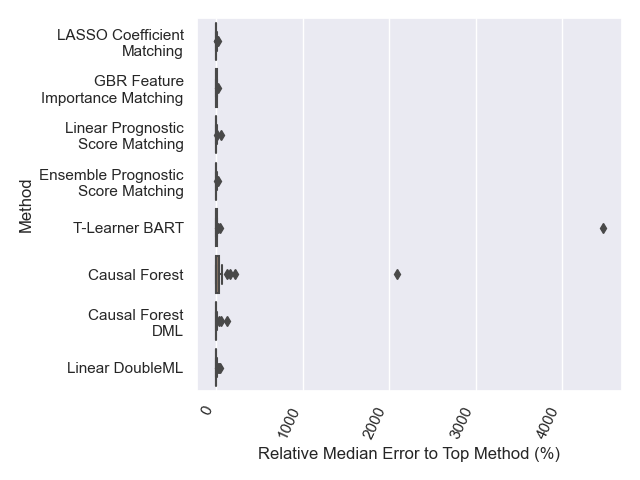 LASSO Coefficient
Matching
GBR Feature
Importance Matching
Linear Prognostic
Score Matching
Ensemble Prognostic
Score Matching
T-Learner BART
Causal Forest
Causal Forest
DML
Linear DoubleML
Method
0
1000
2000
3000
4000
Relative Median Error to Top Method (%)